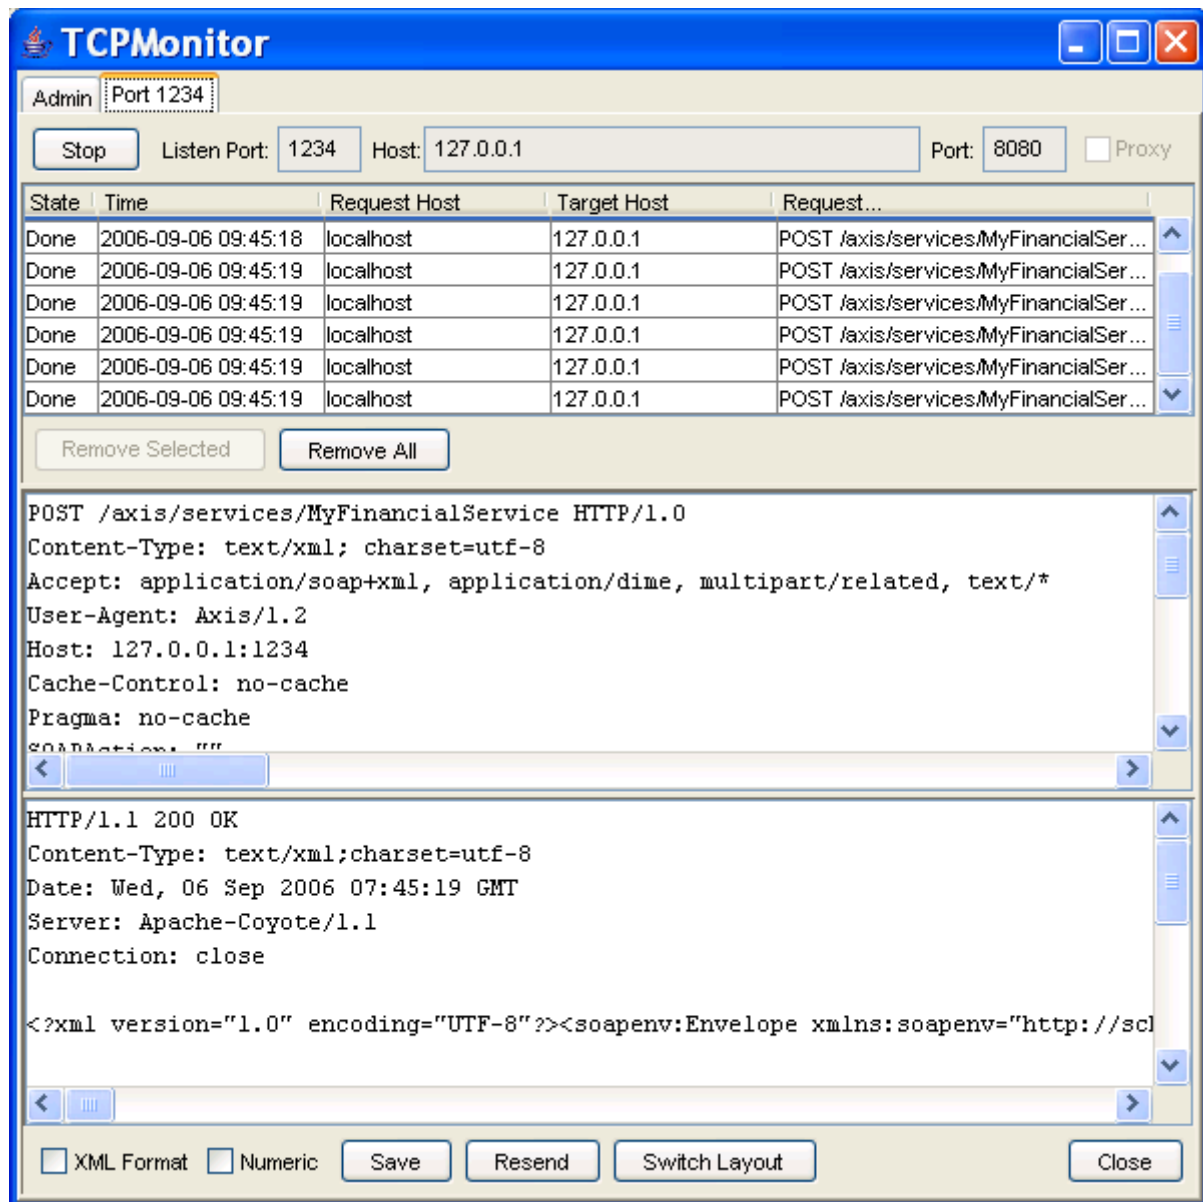 TCPMonitor
Admin Port 1234
Stop Listen Port: 1234 Host: 127.0.0.1 Port: 8080 Proxy
State Time Request Host Target Host Request...
Done 2006-09-06 09:45:18 localhost 127.0.0.1 POST /axis/services/MyFinancialSer...
Done 2006-09-06 09:45:19 localhost 127.0.0.1 POST /axis/services/MyFinancialSer...
Done 2006-09-06 09:45:19 localhost 127.0.0.1 POST /axis/services/MyFinancialSer...
Done 2006-09-06 09:45:19 localhost 127.0.0.1 POST /axis/services/MyFinancialSer...
Done 2006-09-06 09:45:19 localhost 127.0.0.1 POST /axis/services/MyFinancialSer...
Done 2006-09-06 09:45:19 localhost 127.0.0.1 POST /axis/services/MyFinancialSer...
Remove Selected Remove All
POST /axis/services/MyFinancialService HTTP/1.0
Content-Type: text/xml; charset=utf-8
Accept: application/soap+xml, application/dime, multipart/related, text/*
User-Agent: Axis/1.2
Host: 127.0.0.1:1234
Cache-Control: no-cache
Pragma: no-cache
SOAPAction: ""
HTTP/1.1 200 OK
Content-Type: text/xml;charset=utf-8
Date: Wed, 06 Sep 2006 07:45:19 GMT
Server: Apache-Coyote/1.1
Connection: close
<?xml version="1.0" encoding="UTF-8"?><soapenv:Envelope xmlns:soapenv="http://scl
XML Format Numeric Save Resend Switch Layout Close